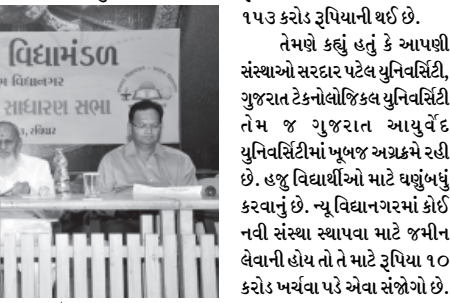 વિદ્યામંડળ
વિદ્યાનગર
સાધારણ સભા
રવિવાર
૧૫૩ કરોડ રૂપિયાની થઈ છે.
તેમણે કહ્યું હતું કે આપણી
સંસ્થાઓ સરદાર પટેલ યુનિવર્સિટી,
ગુજરાત ટેકનોલોજિકલ યુનિવર્સિટી
તેમ જ ગુજરાત આયુર્વેદ
યુનિવર્સિટીમાં ખૂબજ અગ્રક્રમે રહી
છે. હજુ વિદ્યાર્થીઓ માટે ઘણુંબધું
કરવાનું છે. ન્યૂ વિદ્યાનગરમાં કોઈ
નવી સંસ્થા સ્થાપવા માટે જમીન
લેવાની હોય તો તે માટે રૂપિયા ૧૦
કરોડ ખર્ચવા પડે એવા સંજોગો છે.